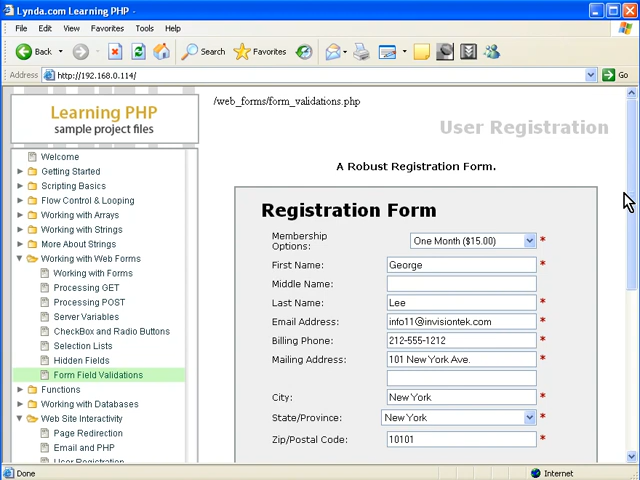 Lynda.com Learning PHP
File Edit View Favorites Tools Help
Back Search Favorites
Address http://192.168.0.114/ Go
Learning PHP
sample project files
Welcome
Getting Started
Scripting Basics
Flow Control & Looping
Working with Arrays
Working with Strings
More About Strings
Working with Web Forms
Working with Forms
Processing GET
Processing POST
Server Variables
CheckBox and Radio Buttons
Selection Lists
Hidden Fields
Form Field Validations
Functions
Working with Databases
Web Site Interactivity
Page Redirection
Email and PHP
User Registration
/web_forms/form_validations.php
User Registration
A Robust Registration Form.
Registration Form
Membership
Options: One Month ($15.00) *
First Name: George *
Middle Name:
Last Name: Lee *
Email Address: info11@invisiontek.com *
Billing Phone: 212-555-1212 *
Mailing Address: 101 New York Ave. *
City: New York *
State/Province: New York *
Zip/Postal Code: 10101 *
Done Internet